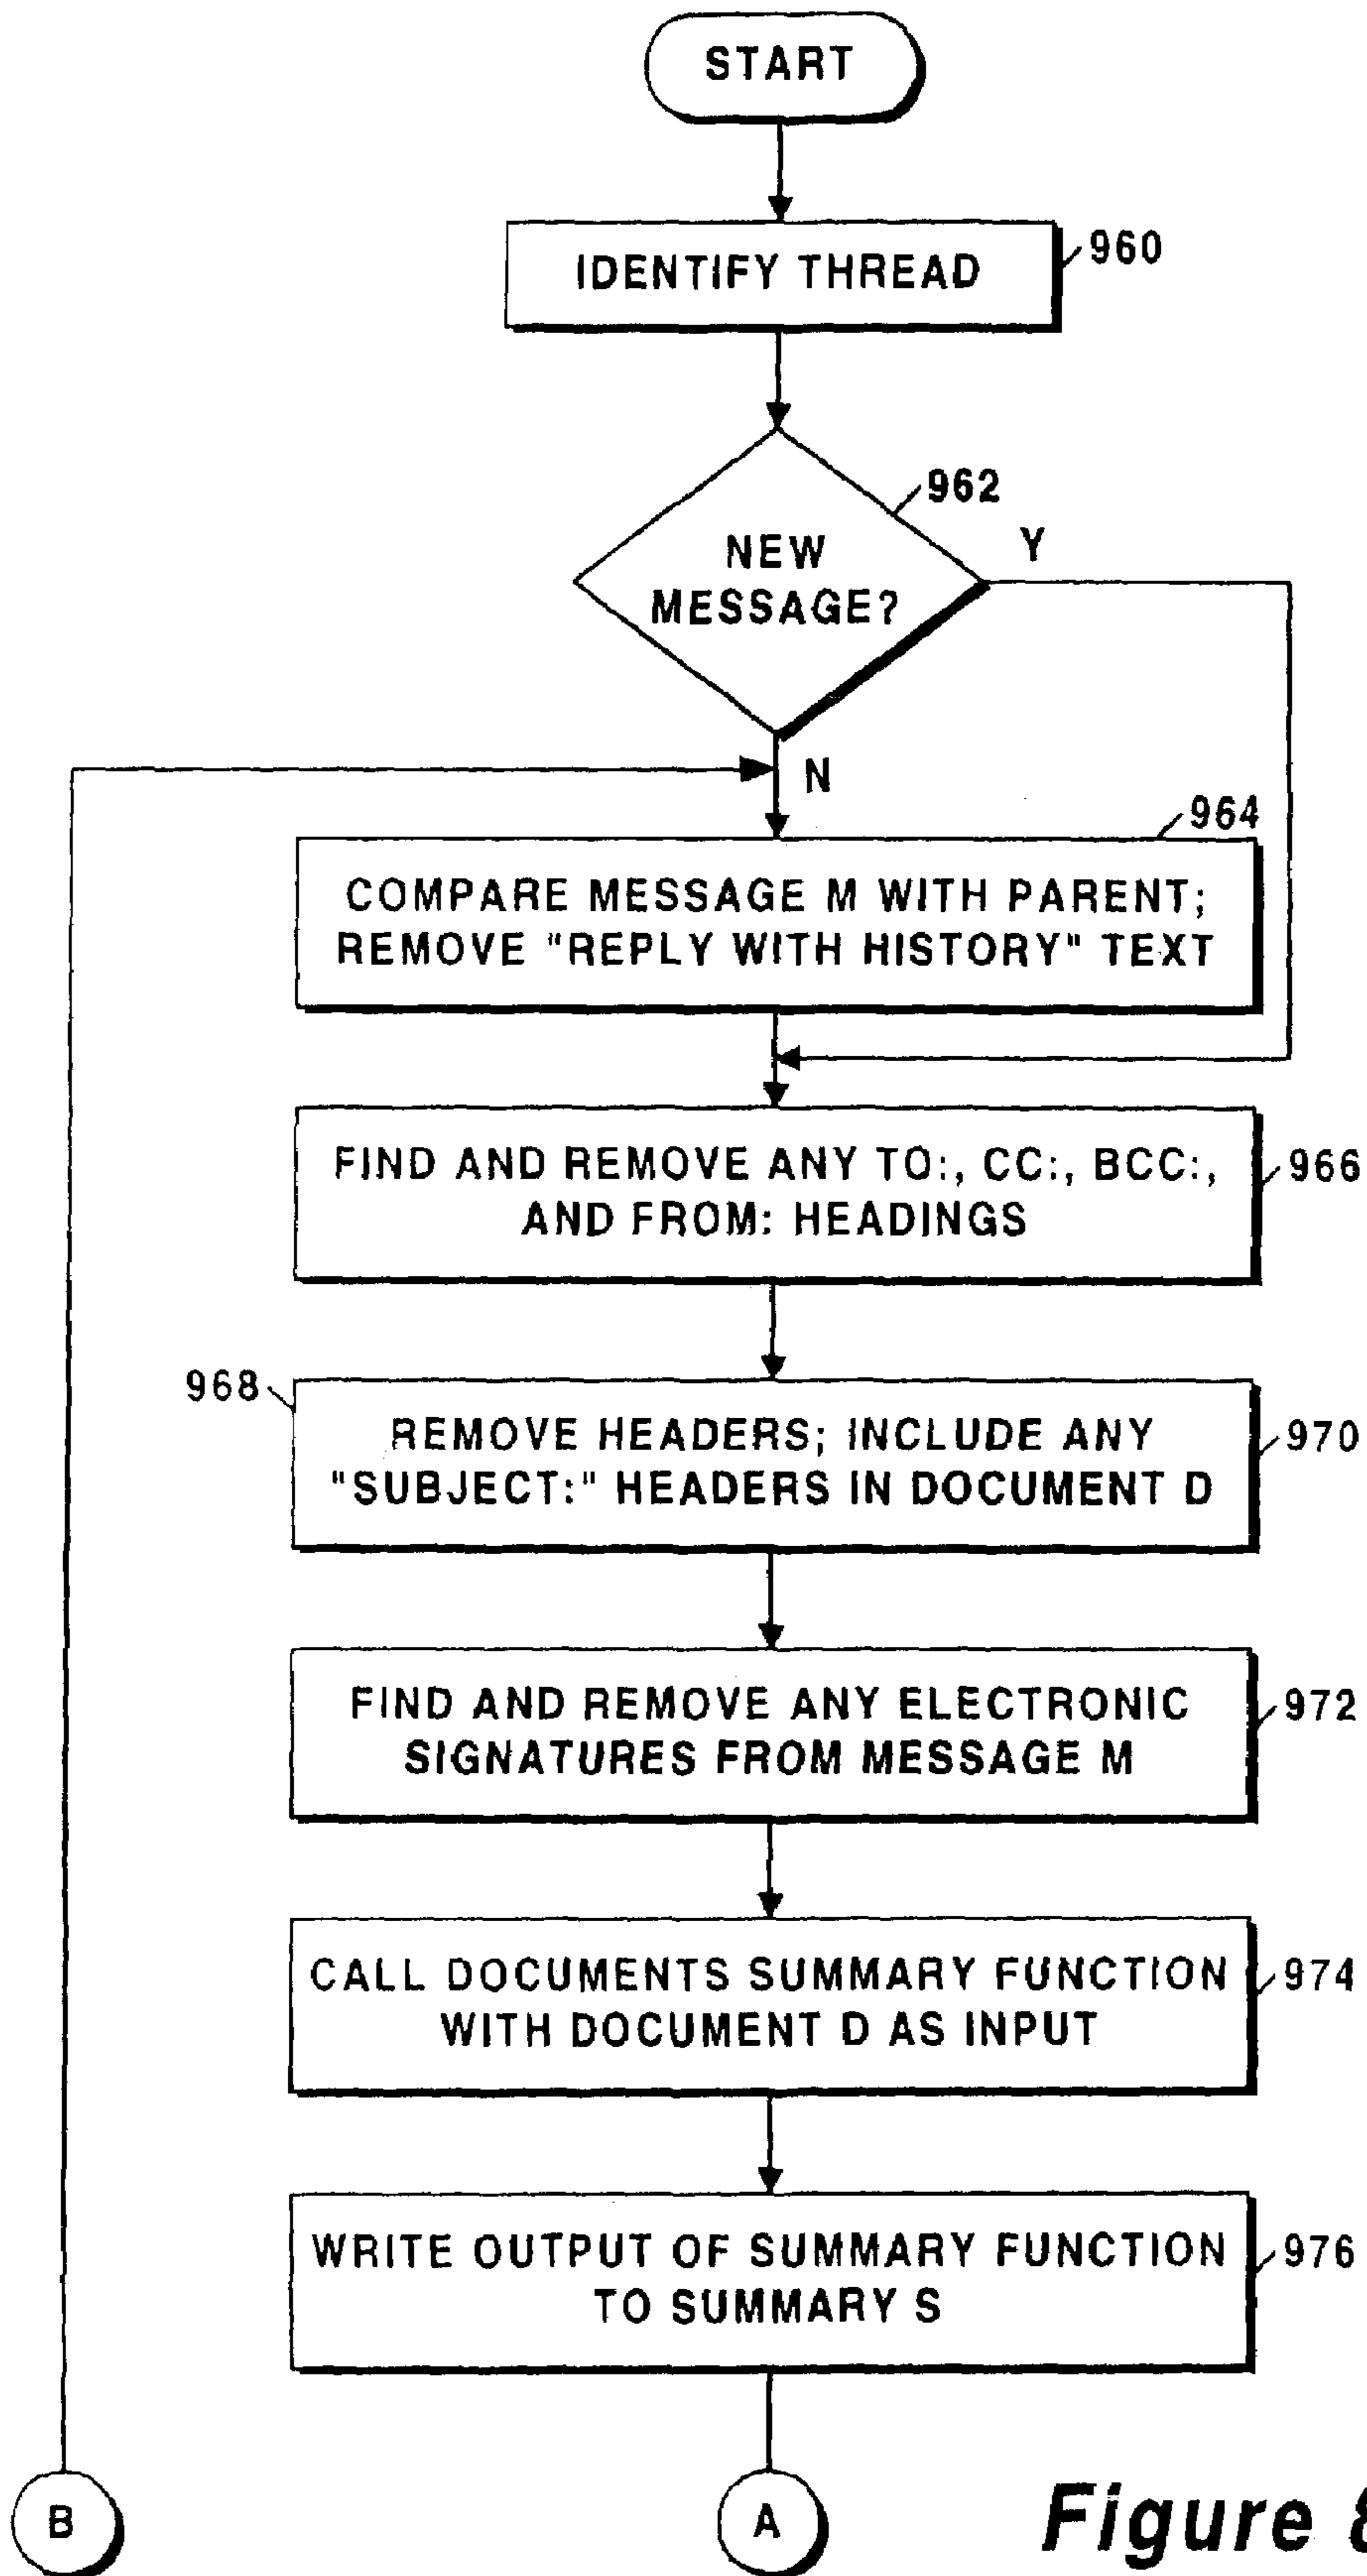 START
IDENTIFY THREAD
960
962
NEW
MESSAGE?
Y
N
964
COMPARE MESSAGE M WITH PARENT;
REMOVE "REPLY WITH HISTORY" TEXT
FIND AND REMOVE ANY TO:, CC:, BCC:,
AND FROM: HEADINGS
966
968
REMOVE HEADERS; INCLUDE ANY
"SUBJECT:" HEADERS IN DOCUMENT D
970
FIND AND REMOVE ANY ELECTRONIC
SIGNATURES FROM MESSAGE M
972
CALL DOCUMENTS SUMMARY FUNCTION
WITH DOCUMENT D AS INPUT
974
WRITE OUTPUT OF SUMMARY FUNCTION
TO SUMMARY S
976
B
A
Figure 8